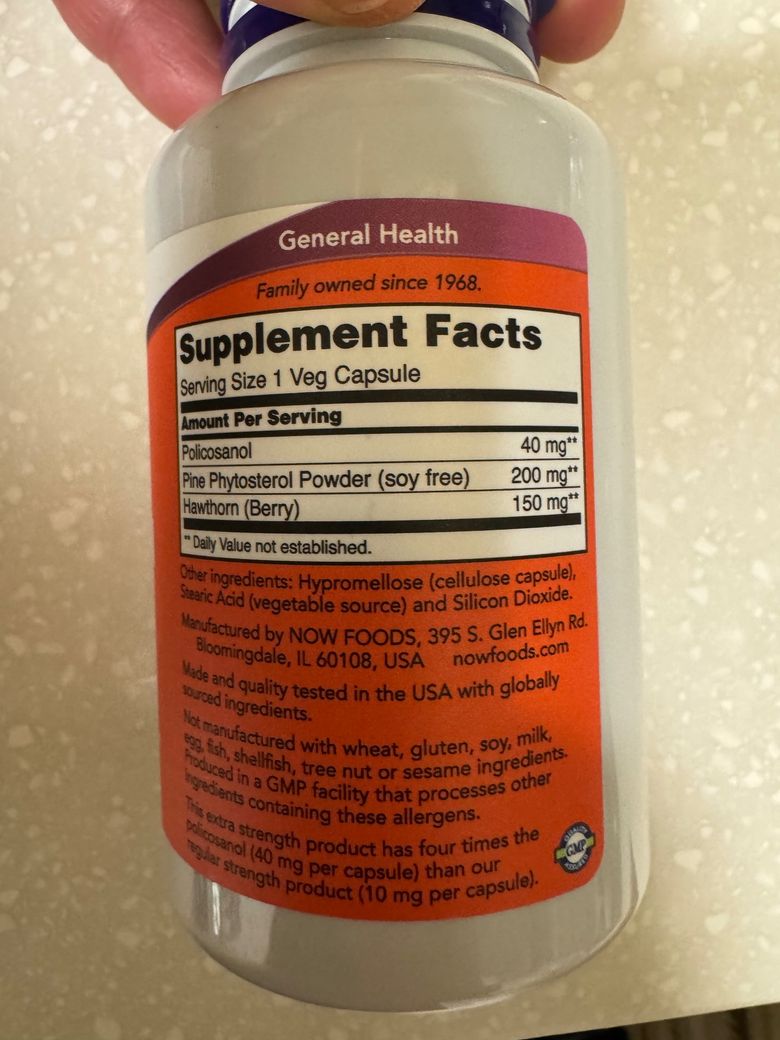 General Health
Family owned since 1968.
Supplement Facts
Serving Size 1 Veg Capsule
Amount Per Serving
Policosanol 40 mg**
Pine Phytosterol Powder (soy free) 200 mg**
Hawthorn (Berry) 150 mg**
** Daily Value not established.
Other ingredients: Hypromellose (cellulose capsule),
Stearic Acid (vegetable source) and Silicon Dioxide.
Manufactured by NOW FOODS, 395 S. Glen Ellyn Rd.
Bloomingdale, IL 60108, USA nowfoods.com
Made and quality tested in the USA with globally
sourced ingredients.
Not manufactured with wheat, gluten, soy, milk,
egg, fish, shellfish, tree nut or sesame ingredients.
Produced in a GMP facility that processes other
ingredients containing these allergens.
This extra strength product has four times the
policosanol (40 mg per capsule) than our
regular strength product (10 mg per capsule).
QUALITY
GMP
ASSURED